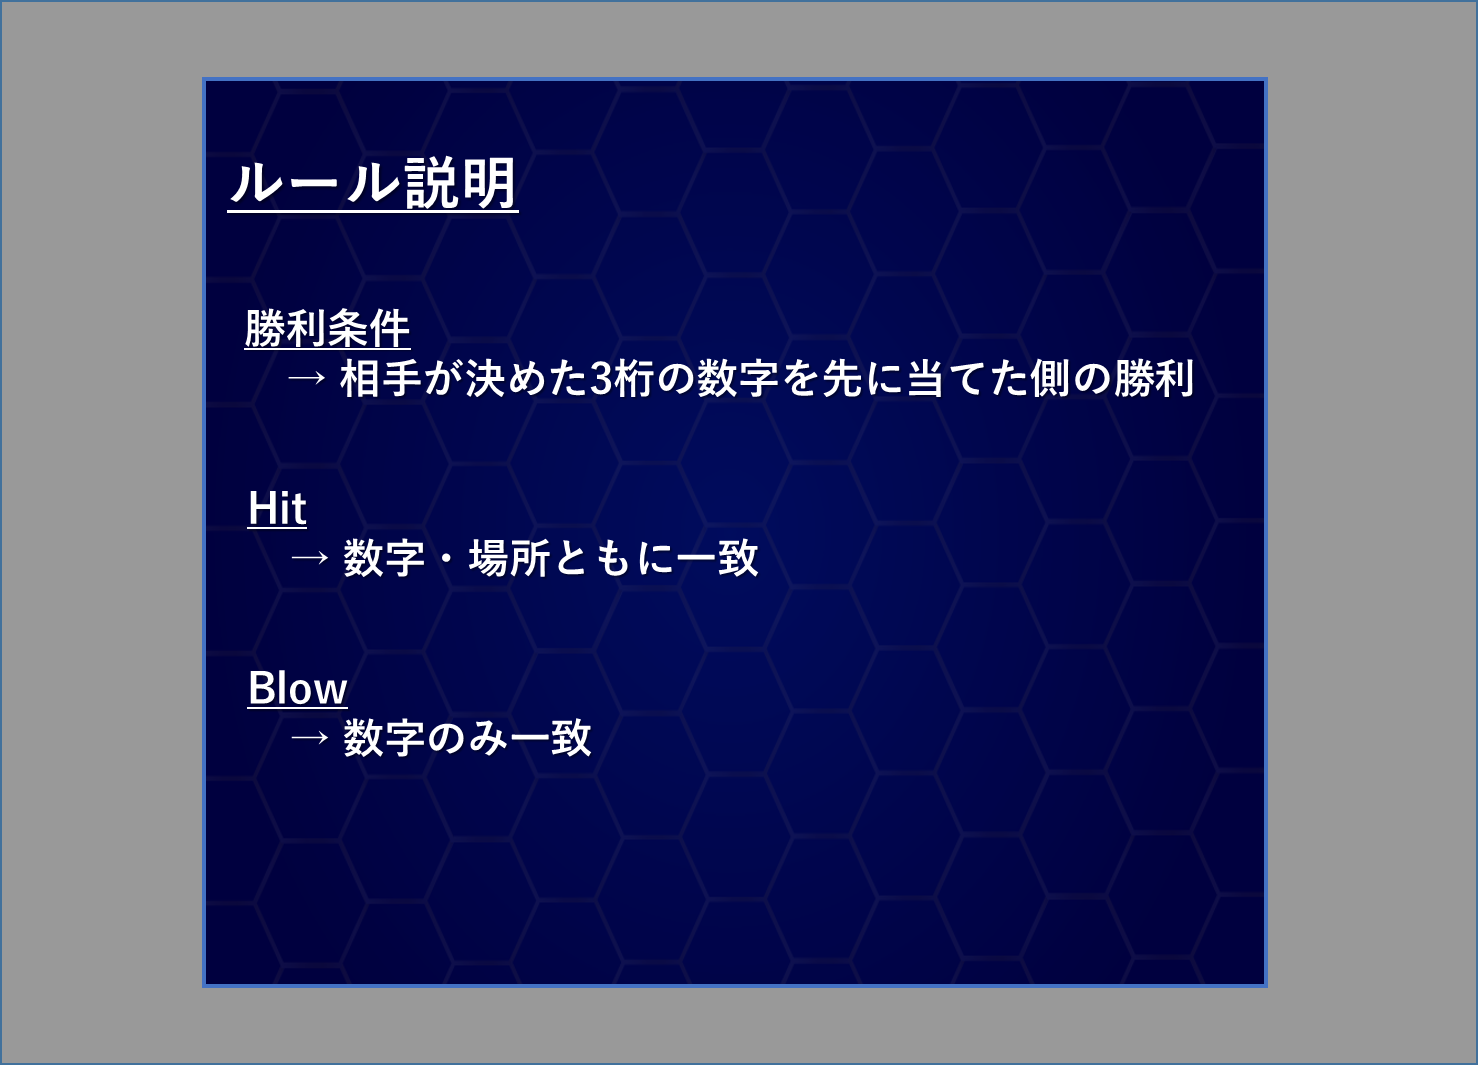 ルール説明
勝利条件
→ 相手が決めた3桁の数字を先に当てた側の勝利
Hit
→ 数字・場所ともに一致
Blow
→ 数字のみ一致